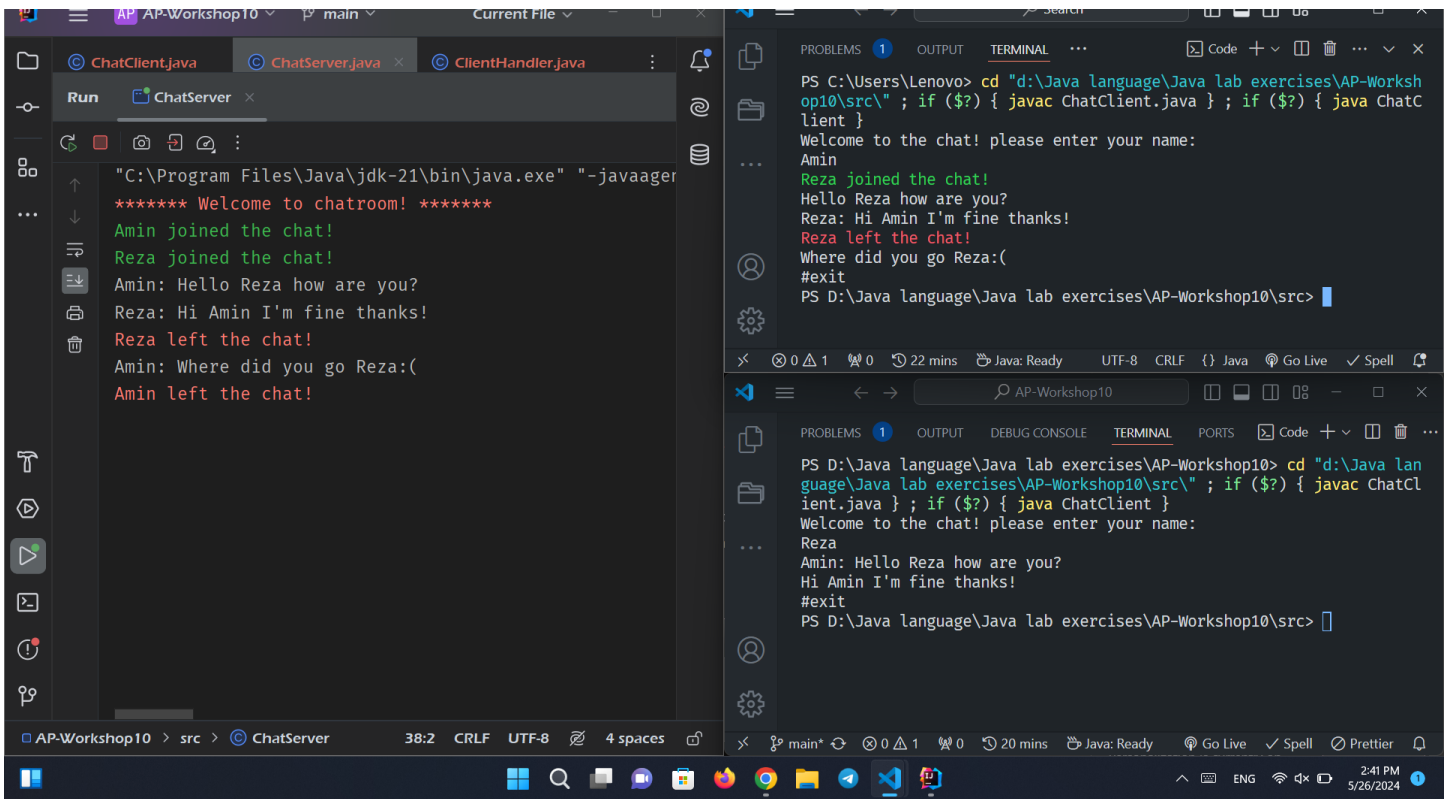 AP AP-Workshop10 main Current File
ChatClient.java ChatServer.java ClientHandler.java
Run ChatServer
"C:\Program Files\Java\jdk-21\bin\java.exe" "-javaager
******* Welcome to chatroom! *******
Amin joined the chat!
Reza joined the chat!
Amin: Hello Reza how are you?
Reza: Hi Amin I'm fine thanks!
Reza left the chat!
Amin: Where did you go Reza:(
Amin left the chat!
AP-Workshop10 > src > ChatServer 38:2 CRLF UTF-8 4 spaces
Search
PROBLEMS 1 OUTPUT TERMINAL ··· Code
PS C:\Users\Lenovo> cd "d:\Java language\Java lab exercises\AP-Worksh
op10\src\" ; if ($?) { javac ChatClient.java } ; if ($?) { java ChatC
lient }
Welcome to the chat! please enter your name:
Amin
Reza joined the chat!
Hello Reza how are you?
Reza: Hi Amin I'm fine thanks!
Reza left the chat!
Where did you go Reza:(
#exit
PS D:\Java language\Java lab exercises\AP-Workshop10\src>
0 1 0 22 mins Java: Ready UTF-8 CRLF {} Java Go Live Spell
AP-Workshop10
PROBLEMS 1 OUTPUT DEBUG CONSOLE TERMINAL PORTS Code
PS D:\Java language\Java lab exercises\AP-Workshop10> cd "d:\Java lan
guage\Java lab exercises\AP-Workshop10\src\" ; if ($?) { javac ChatCl
ient.java } ; if ($?) { java ChatClient }
Welcome to the chat! please enter your name:
Reza
Amin: Hello Reza how are you?
Hi Amin I'm fine thanks!
#exit
PS D:\Java language\Java lab exercises\AP-Workshop10\src>
main* 0 1 0 20 mins Java: Ready Go Live Spell Prettier
ENG 2:41 PM 1
5/26/2024